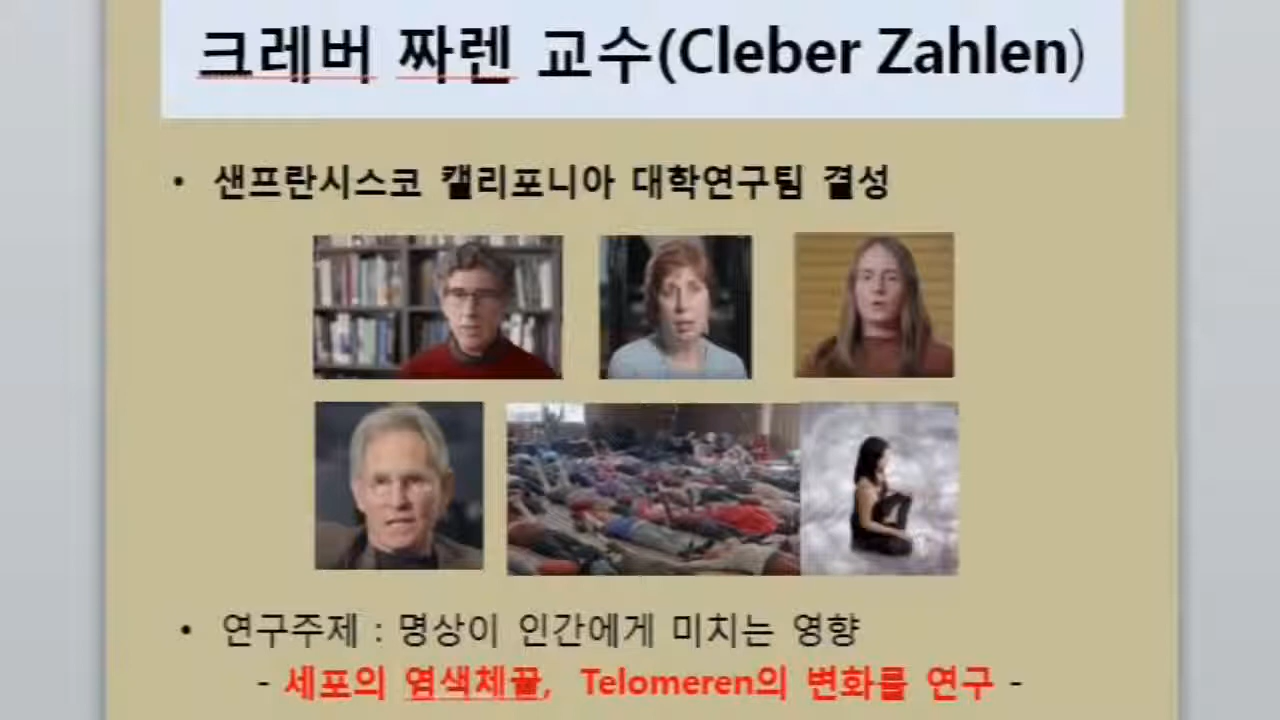 크레버 짜렌 교수(Cleber Zahlen)
• 샌프란시스코 캘리포니아 대학연구팀 결성
• 연구주제 : 명상이 인간에게 미치는 영향
- 세포의 염색체끝, Telomeren의 변화를 연구 -